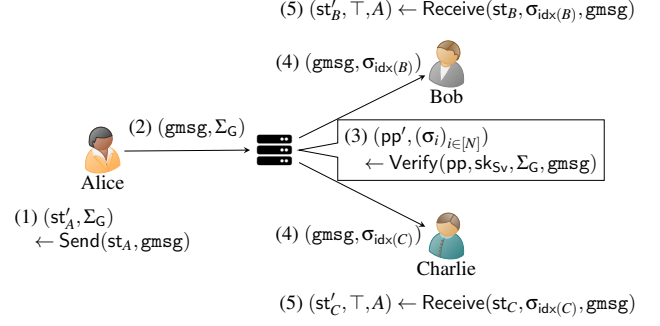 (5) (st′_B, ⊤, A) ← Receive(st_B, σ_idx(B), gmsg)
(4) (gmsg, σ_idx(B))
Bob
(2) (gmsg, Σ_G)
(3) (pp′, (σ_i)_i∈[N])
← Verify(pp, sk_Sv, Σ_G, gmsg)
Alice
(1) (st′_A, Σ_G)
← Send(st_A, gmsg)
(4) (gmsg, σ_idx(C))
Charlie
(5) (st′_C, ⊤, A) ← Receive(st_C, σ_idx(C), gmsg)